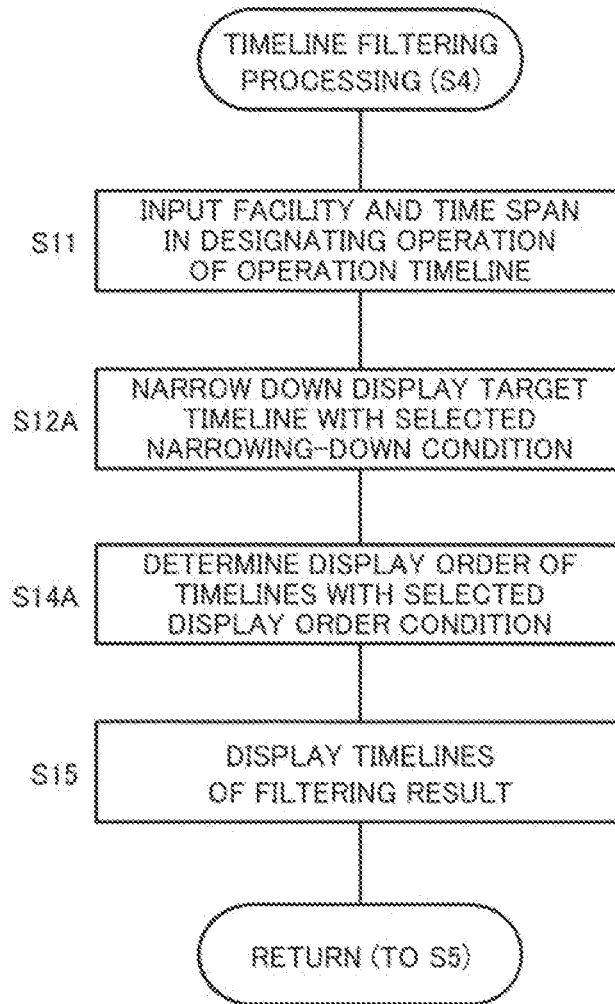 TIMELINE FILTERING
PROCESSING (S4)
S11
INPUT FACILITY AND TIME SPAN
IN DESIGNATING OPERATION
OF OPERATION TIMELINE
S12A
NARROW DOWN DISPLAY TARGET
TIMELINE WITH SELECTED
NARROWING-DOWN CONDITION
S14A
DETERMINE DISPLAY ORDER OF
TIMELINES WITH SELECTED
DISPLAY ORDER CONDITION
S15
DISPLAY TIMELINES
OF FILTERING RESULT
RETURN (TO S5)